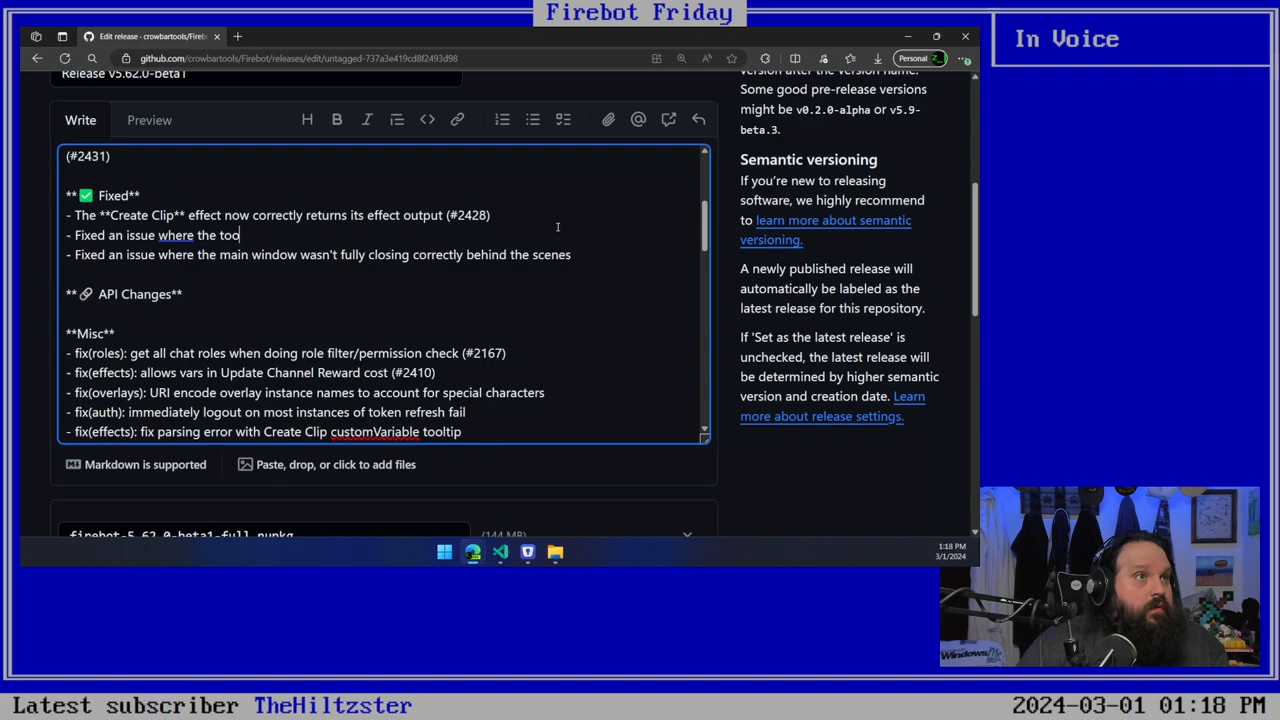 Firebot Friday
In Voice
Edit release · crowbartools/Fireb
github.com/crowbartools/Firebot/releases/edit/untagged-737a3e419cd8f2493d98
Personal
Release v5.62.0-beta1
Write
Preview
(#2431)
**✅ Fixed**
- The **Create Clip** effect now correctly returns its effect output (#2428)
- Fixed an issue where the too
- Fixed an issue where the main window wasn't fully closing correctly behind the scenes
**🔗 API Changes**
**Misc**
- fix(roles): get all chat roles when doing role filter/permission check (#2167)
- fix(effects): allows vars in Update Channel Reward cost (#2410)
- fix(overlays): URI encode overlay instance names to account for special characters
- fix(auth): immediately logout on most instances of token refresh fail
- fix(effects): fix parsing error with Create Clip customVariable tooltip
Markdown is supported
Paste, drop, or click to add files
firebot-5.62.0-beta1-full.nupkg
(144 MB)
version after the version name.
Some good pre-release versions
might be v0.2.0-alpha or v5.9-
beta.3.
Semantic versioning
If you're new to releasing
software, we highly recommend
to learn more about semantic
versioning.
A newly published release will
automatically be labeled as the
latest release for this repository.
If 'Set as the latest release' is
unchecked, the latest release will
be determined by higher semantic
version and creation date. Learn
more about release settings.
1:18 PM
3/1/2024
Latest subscriber TheHiltzster
2024-03-01 01:18 PM